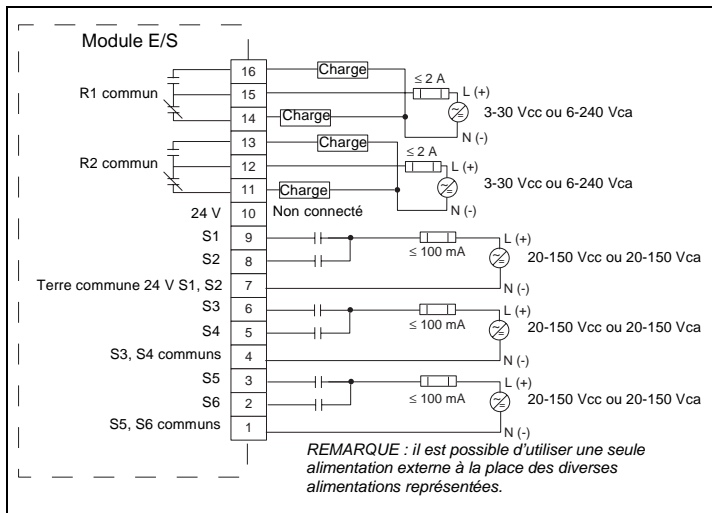 Module E/S
16
Charge
≤ 2 A
L (+)
R1 commun
15
3-30 Vcc ou 6-240 Vca
14
Charge
N (-)
13
Charge
≤ 2 A
R2 commun
12
L (+)
3-30 Vcc ou 6-240 Vca
11
Charge
N (-)
24 V
10
Non connecté
S1
9
L (+)
S2
8
≤ 100 mA
20-150 Vcc ou 20-150 Vca
Terre commune 24 V S1, S2
7
N (-)
S3
6
L (+)
S4
5
≤ 100 mA
20-150 Vcc ou 20-150 Vca
S3, S4 communs
4
N (-)
S5
3
L (+)
S6
2
≤ 100 mA
20-150 Vcc ou 20-150 Vca
S5, S6 communs
1
N (-)
REMARQUE : il est possible d'utiliser une seule
alimentation externe à la place des diverses
alimentations représentées.